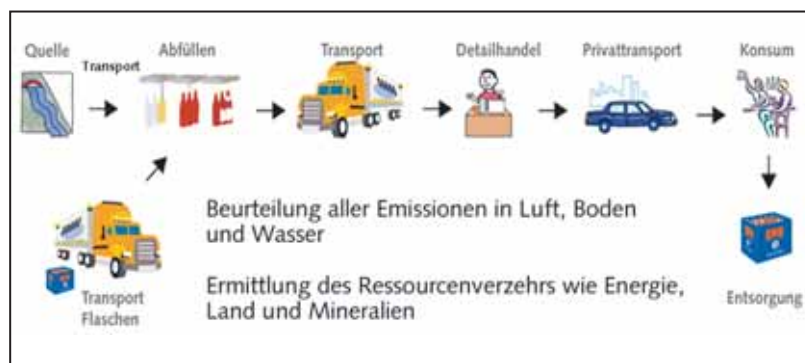 Quelle
Transport
Abfüllen
Transport
Detailhandel
Privattransport
Konsum
Beurteilung aller Emissionen in Luft, Boden
und Wasser
Ermittlung des Ressourcenverzehrs wie Energie,
Land und Mineralien
Transport
Flaschen
Entsorgung